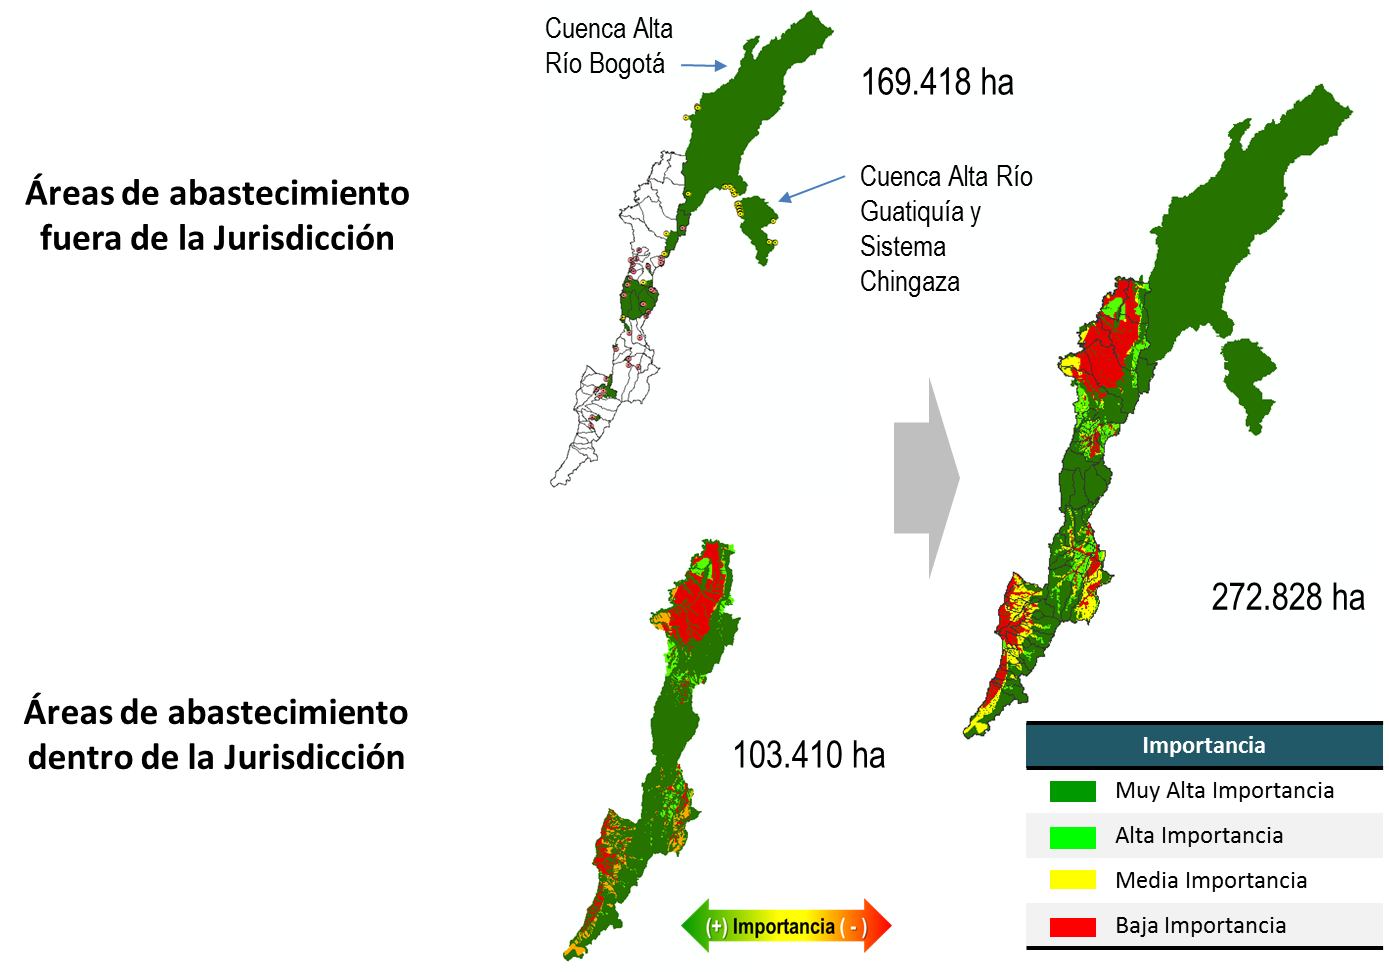 Cuenca Alta
Río Bogotá
169.418 ha
Áreas de abastecimiento
fuera de la Jurisdicción
Cuenca Alta Río
Guatiquía y
Sistema
Chingaza
272.828 ha
Áreas de abastecimiento
dentro de la Jurisdicción
103.410 ha
(+) Importancia ( - )
Importancia
Muy Alta Importancia
Alta Importancia
Media Importancia
Baja Importancia